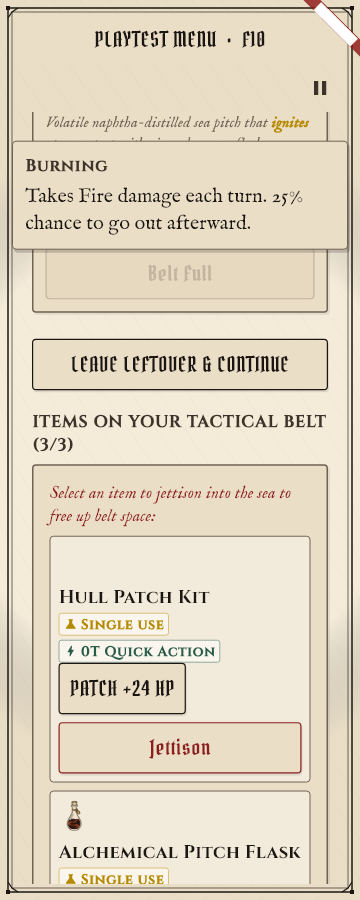 PLAYTEST MENU · F10
Volatile naphtha-distilled sea pitch that ignites
BURNING
Takes Fire damage each turn. 25%
chance to go out afterward.
Belt Full
LEAVE LEFTOVER & CONTINUE
ITEMS ON YOUR TACTICAL BELT
(3/3)
Select an item to jettison into the sea to
free up belt space:
HULL PATCH KIT
SINGLE USE
0T QUICK ACTION
PATCH +24 HP
Jettison
ALCHEMICAL PITCH FLASK
SINGLE USE